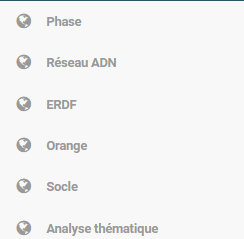 Phase
Réseau ADN
ERDF
Orange
Socle
Analyse thématique